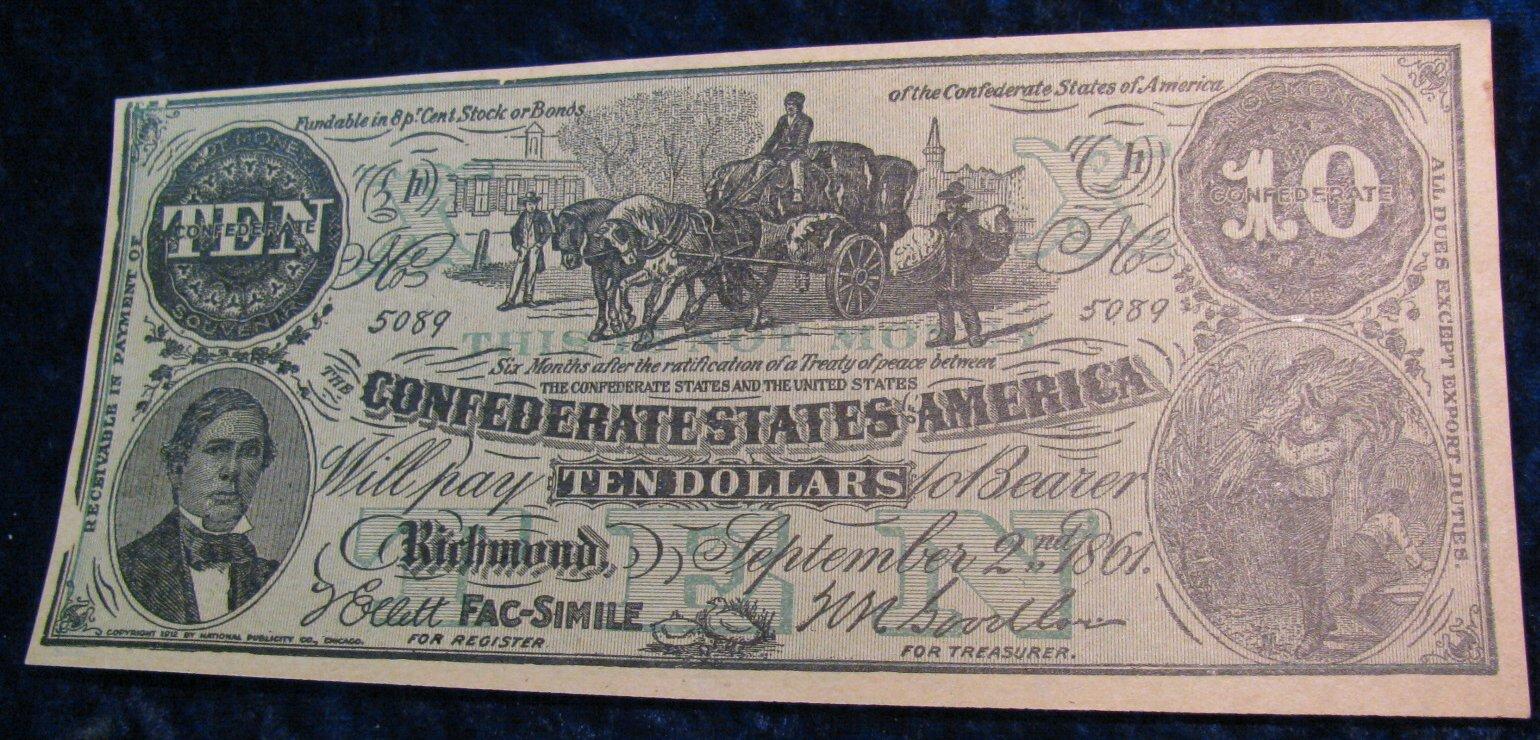 Fundable in 8 pr. Cent Stock or Bonds
of the Confederate States of America
TEN
CONFEDERATE
SOUVENIR
10
CONFEDERATE
h
h
No
No
5089
5089
X
X
THIS IS NOT MONEY
Six Months after the ratification of a Treaty of peace between
THE CONFEDERATE STATES AND THE UNITED STATES
THE
CONFEDERATE STATES AMERICA
Will pay TEN DOLLARS to Bearer
TEN
Richmond, September 2nd 1861.
J Ellett FAC-SIMILE
FOR REGISTER
FOR TREASURER.
COPYRIGHT 1912 BY NATIONAL PUBLICITY CO., CHICAGO.
RECEIVABLE IN PAYMENT OF
ALL DUES EXCEPT EXPORT DUTIES.